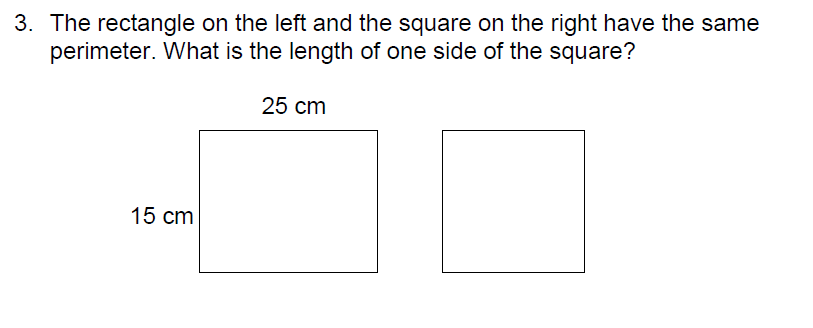 3. The rectangle on the left and the square on the right have the same
perimeter. What is the length of one side of the square?
25 cm
15 cm